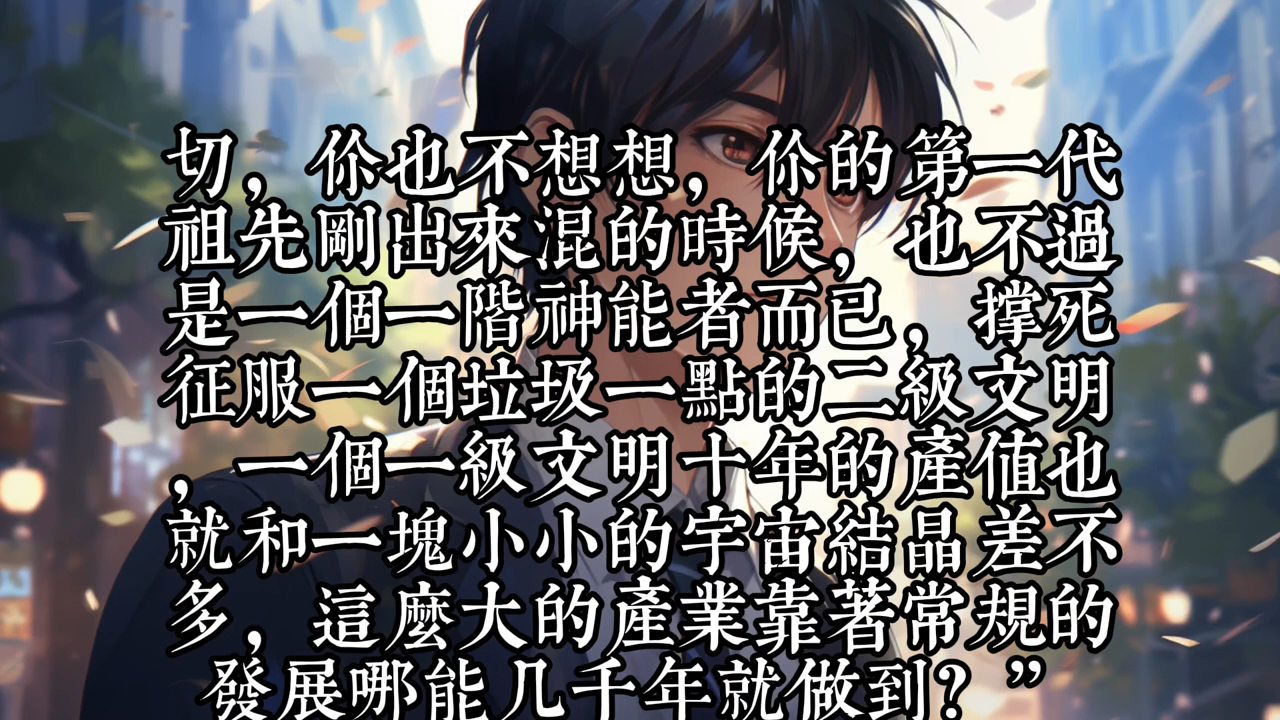 切，你也不想想，你的第一代
祖先剛出來混的時候，也不過
是一個一階神能者而已，撐死
征服一個垃圾一點的二級文明
，一個一級文明十年的產值也
就和一塊小小的宇宙結晶差不
多，這麼大的產業靠著常規的
發展哪能几千年就做到？”